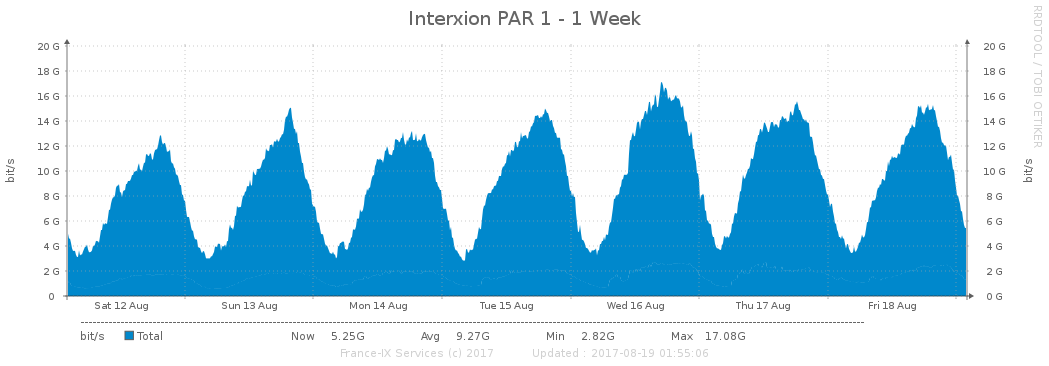 Interxion PAR 1 - 1 Week
RRDTOOL / TOBI OETIKER
20 G 20 G
18 G 18 G
16 G 16 G
14 G 14 G
12 G 12 G
10 G 10 G
8 G 8 G
6 G 6 G
4 G 4 G
2 G 2 G
0 0 G
bit/s
bit/s
Sat 12 Aug Sun 13 Aug Mon 14 Aug Tue 15 Aug Wed 16 Aug Thu 17 Aug Fri 18 Aug
bit/s Total Now 5.25G Avg 9.27G Min 2.82G Max 17.08G
France-IX Services (c) 2017 Updated : 2017-08-19 01:55:06